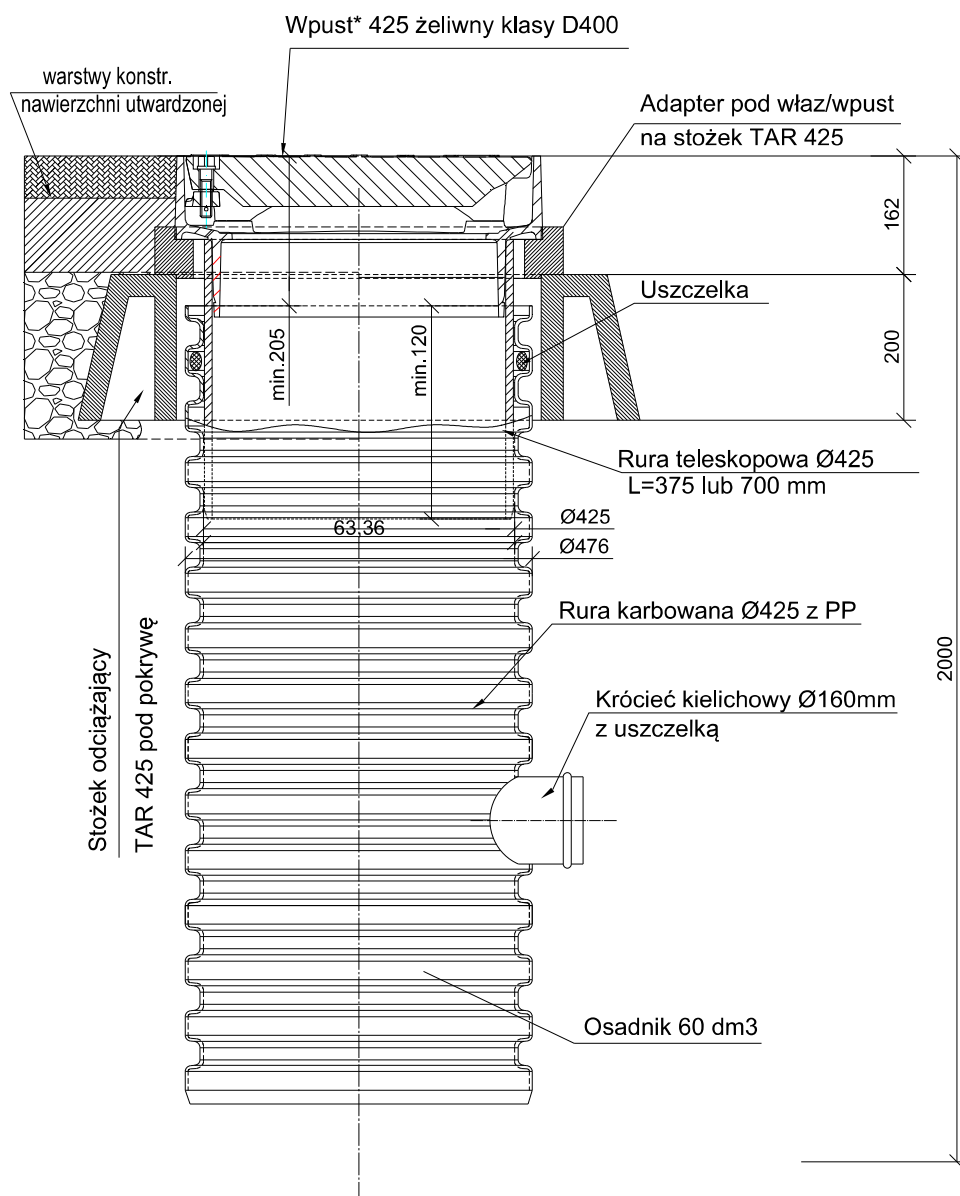 Wpust* 425 żeliwny klasy D400
warstwy konstr.
nawierzchni utwardzonej
Adapter pod właz/wpust
na stożek TAR 425
162
Uszczelka
200
min.205
min.120
Rura teleskopowa Ø425
L=375 lub 700 mm
63,36
Ø425
Ø476
Rura karbowana Ø425 z PP
2000
Stożek odciążający
TAR 425 pod pokrywę
Króciec kielichowy Ø160mm
z uszczelką
Osadnik 60 dm3